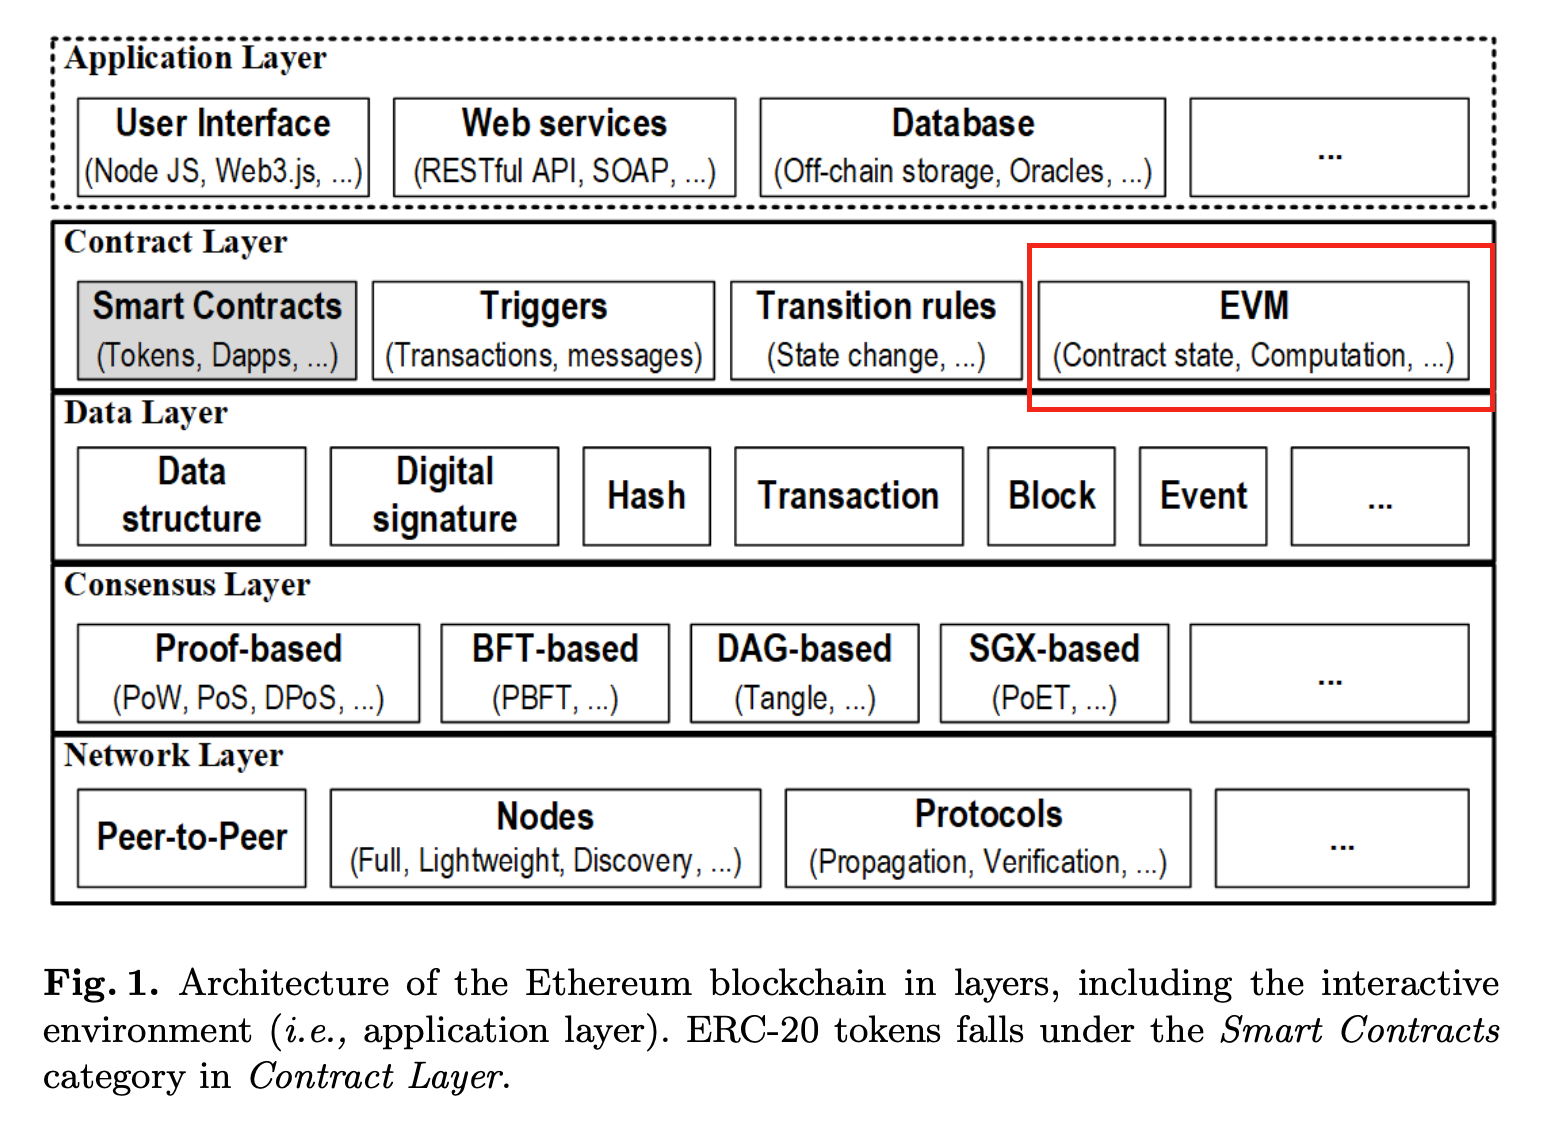 Application Layer
User Interface
(Node JS, Web3.js, ...)
Web services
(RESTful API, SOAP, ...)
Database
(Off-chain storage, Oracles, ...)
...
Contract Layer
Smart Contracts
(Tokens, Dapps, ...)
Triggers
(Transactions, messages)
Transition rules
(State change, ...)
EVM
(Contract state, Computation, ...)
Data Layer
Data
structure
Digital
signature
Hash
Transaction
Block
Event
...
Consensus Layer
Proof-based
(PoW, PoS, DPoS, ...)
BFT-based
(PBFT, ...)
DAG-based
(Tangle, ...)
SGX-based
(PoET, ...)
...
Network Layer
Peer-to-Peer
Nodes
(Full, Lightweight, Discovery, ...)
Protocols
(Propagation, Verification, ...)
...
Fig. 1. Architecture of the Ethereum blockchain in layers, including the interactive
environment (i.e., application layer). ERC-20 tokens falls under the Smart Contracts
category in Contract Layer.